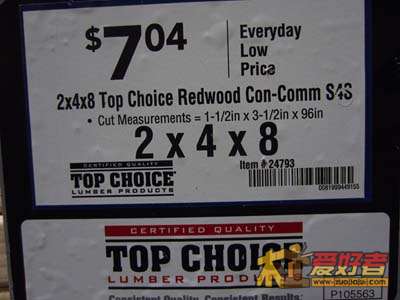 $7.04
Everyday
Low
Price
2x4x8 Top Choice Redwood Con-Comm S4S
• Cut Measurements = 1-1/2in x 3-1/2in x 96in
2 x 4 x 8
Item # 24793
CERTIFIED QUALITY
TOP CHOICE
LUMBER PRODUCTS
CERTIFIED QUALITY
TOP CHOICE
LUMBER PRODUCTS
爱好者
P105563